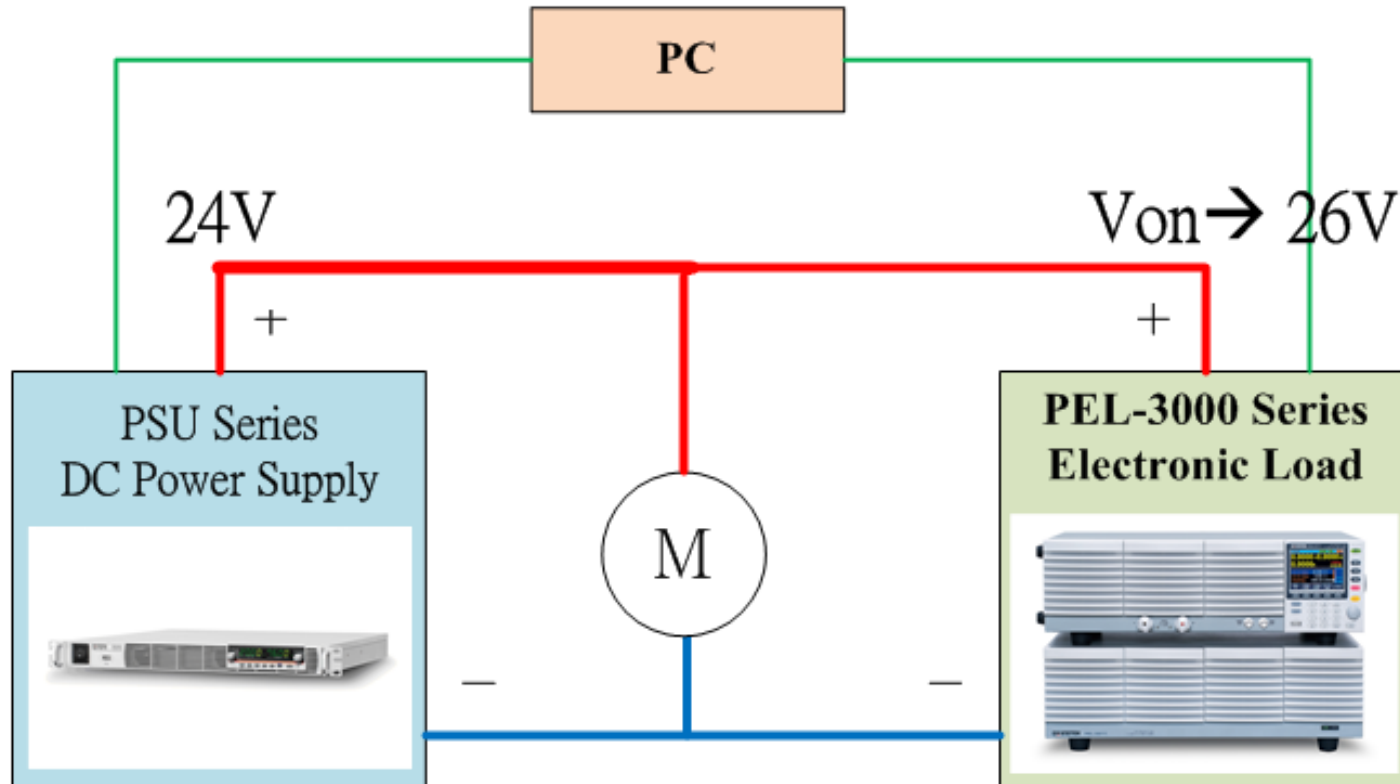 PC
24V
Von→ 26V
+
+
PSU Series
DC Power Supply
PEL-3000 Series
Electronic Load
M
−
−